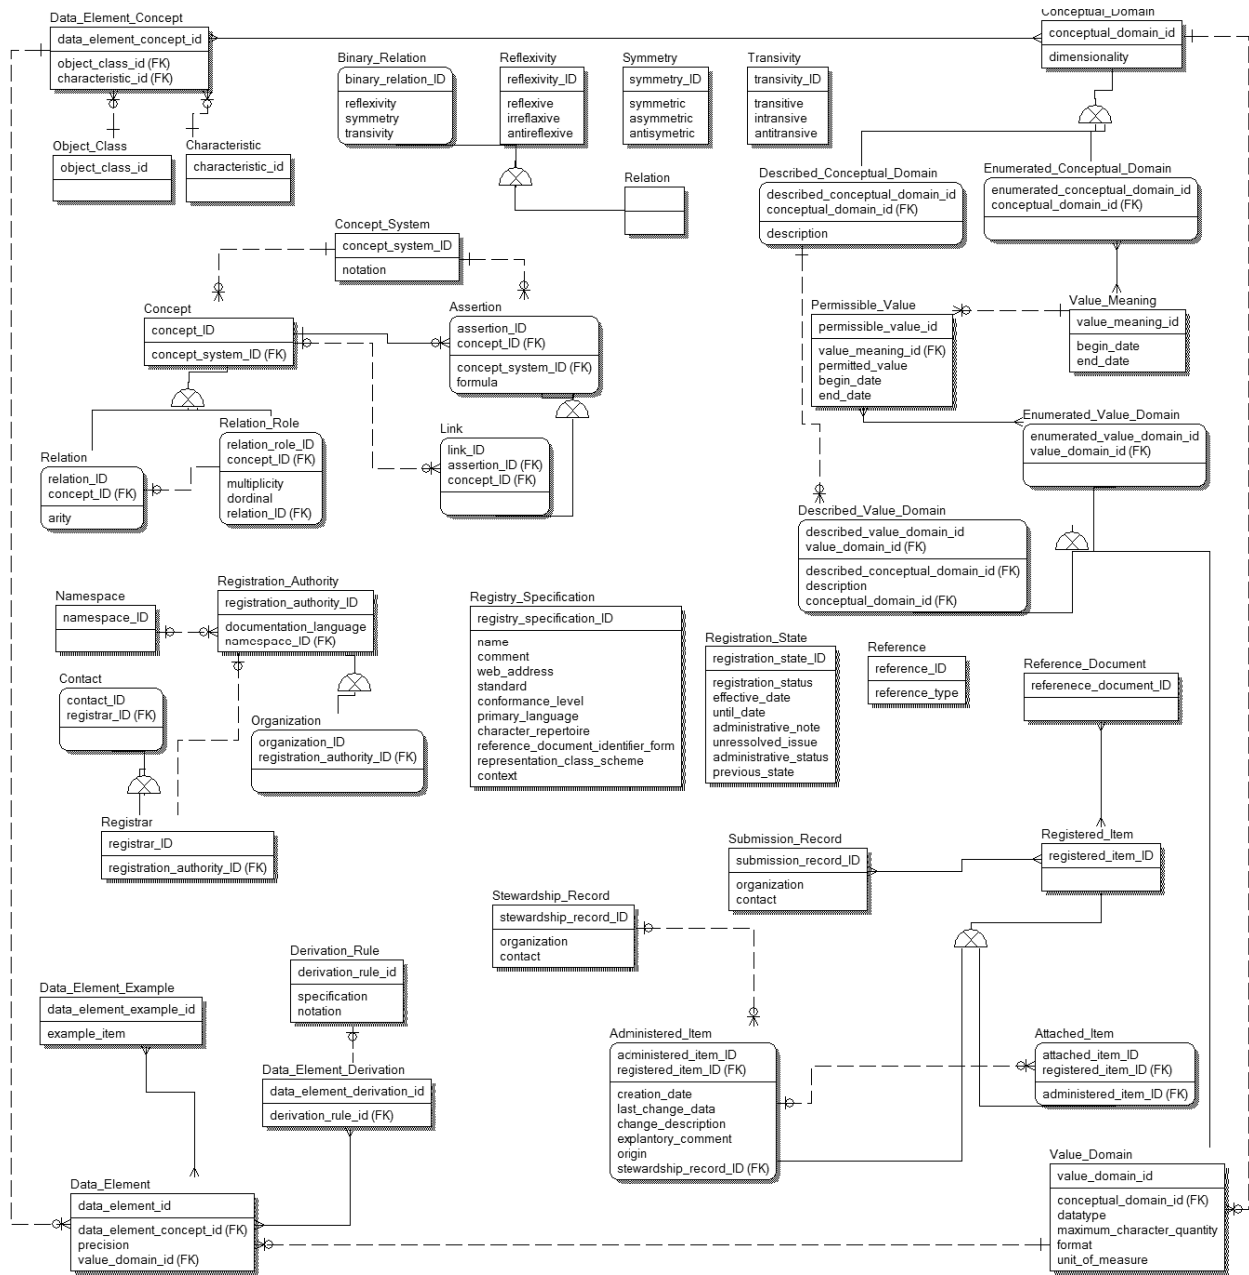 Data_Element_Concept
data_element_concept_id
object_class_id (FK)
characteristic_id (FK)
Conceptual_Domain
conceptual_domain_id
dimensionality
Binary_Relation
binary_relation_ID
reflexivity
symmetry
transivity
Reflexivity
reflexivity_ID
reflexive
irreflaxive
antireflexive
Symmetry
symmetry_ID
symmetric
asymmetric
antisymetric
Transivity
transivity_ID
transitive
intransive
antitransive
Object_Class
object_class_id
Characteristic
characteristic_id
Relation
Described_Conceptual_Domain
described_conceptual_domain_id
conceptual_domain_id (FK)
description
Enumerated_Conceptual_Domain
enumerated_conceptual_domain_id
conceptual_domain_id (FK)
Concept_System
concept_system_ID
notation
Concept
concept_ID
concept_system_ID (FK)
Assertion
assertion_ID
concept_ID (FK)
concept_system_ID (FK)
formula
Permissible_Value
permissible_value_id
value_meaning_id (FK)
permitted_value
begin_date
end_date
Value_Meaning
value_meaning_id
begin_date
end_date
Relation
relation_ID
concept_ID (FK)
arity
Relation_Role
relation_role_ID
concept_ID (FK)
multiplicity
dordinal
relation_ID (FK)
Link
link_ID
assertion_ID (FK)
concept_ID (FK)
Enumerated_Value_Domain
enumerated_value_domain_id
value_domain_id (FK)
Described_Value_Domain
described_value_domain_id
value_domain_id (FK)
described_conceptual_domain_id (FK)
description
conceptual_domain_id (FK)
Namespace
namespace_ID
Registration_Authority
registration_authority_ID
documentation_language
namespace_ID (FK)
Registry_Specification
registry_specification_ID
name
comment
web_address
standard
conformance_level
primary_language
character_repertoire
reference_document_identifier_form
representation_class_scheme
context
Registration_State
registration_state_ID
registration_status
effective_date
until_date
administrative_note
unressolved_issue
administrative_status
previous_state
Reference
reference_ID
reference_type
Reference_Document
referenece_document_ID
Contact
contact_ID
registrar_ID (FK)
Organization
organization_ID
registration_authority_ID (FK)
Registrar
registrar_ID
registration_authority_ID (FK)
Submission_Record
submission_record_ID
organization
contact
Registered_Item
registered_item_ID
Stewardship_Record
stewardship_record_ID
organization
contact
Derivation_Rule
derivation_rule_id
specification
notation
Data_Element_Example
data_element_example_id
example_item
Data_Element_Derivation
data_element_derivation_id
derivation_rule_id (FK)
Administered_Item
acministered_item_ID
registered_item_ID (FK)
creation_date
last_change_data
change_description
explantory_comment
origin
stewardship_record_ID (FK)
Attached_Item
attached_item_ID
registered_item_ID (FK)
administered_item_ID (FK)
Data_Element
data_element_id
data_element_concept_id (FK)
precision
value_domain_id (FK)
Value_Domain
value_domain_id
conceptual_domain_id (FK)
datatype
maximum_character_quantity
format
unit_of_measure